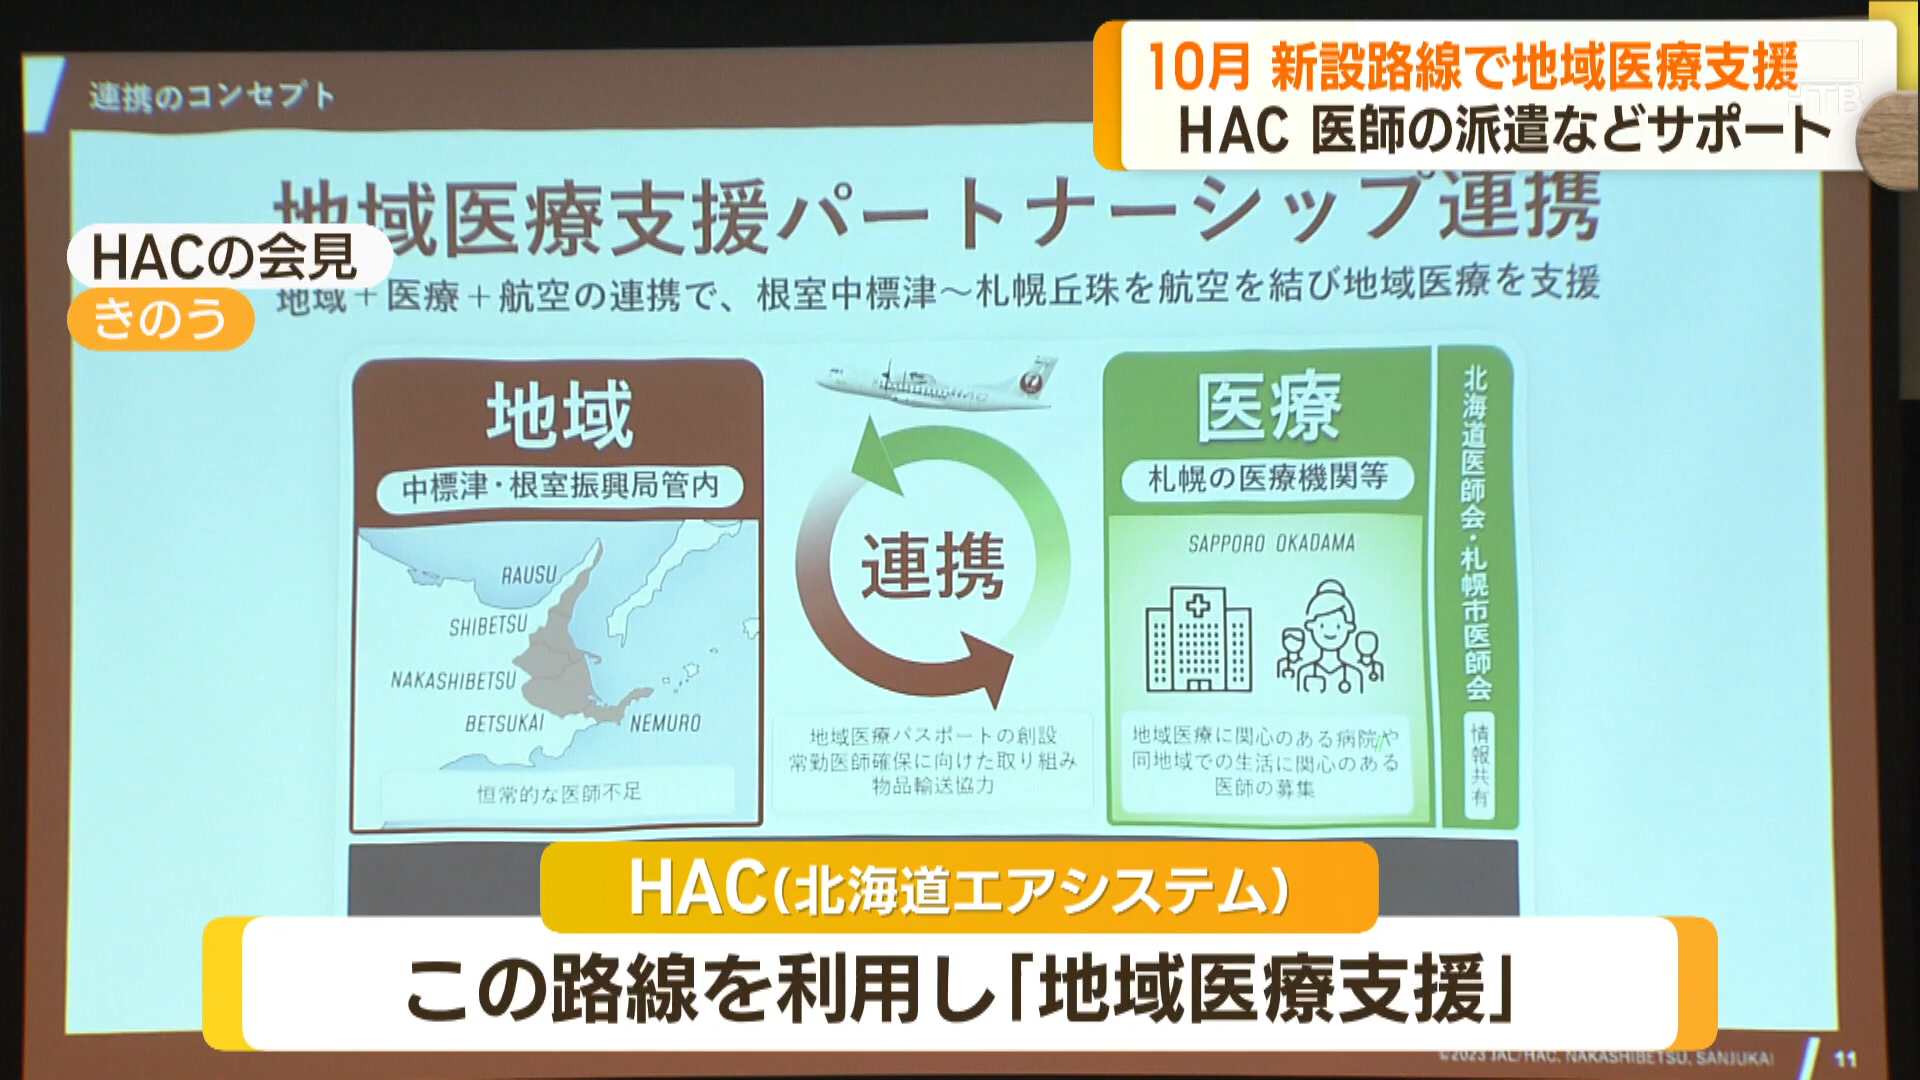 10月 新設路線で地域医療支援
HAC 医師の派遣などサポート
HTB
連携のコンセプト
HACの会見
きのう
地域医療支援パートナーシップ連携
地域＋医療＋航空の連携で、根室中標津～札幌丘珠を航空を結び地域医療を支援
地域
中標津・根室振興局管内
RAUSU
SHIBETSU
NAKASHIBETSU
BETSUKAI
NEMURO
恒常的な医師不足
連携
地域医療パスポートの創設
常勤医師確保に向けた取り組み
物品輸送協力
医療
札幌の医療機関等
SAPPORO OKADAMA
地域医療に関心のある病院や
同地域での生活に関心のある
医師の募集
北海道医師会・札幌市医師会
情報共有
HAC（北海道エアシステム）
この路線を利用し「地域医療支援」
©2023 JAL/HAC, NAKASHIBETSU, SANJUKAI
11